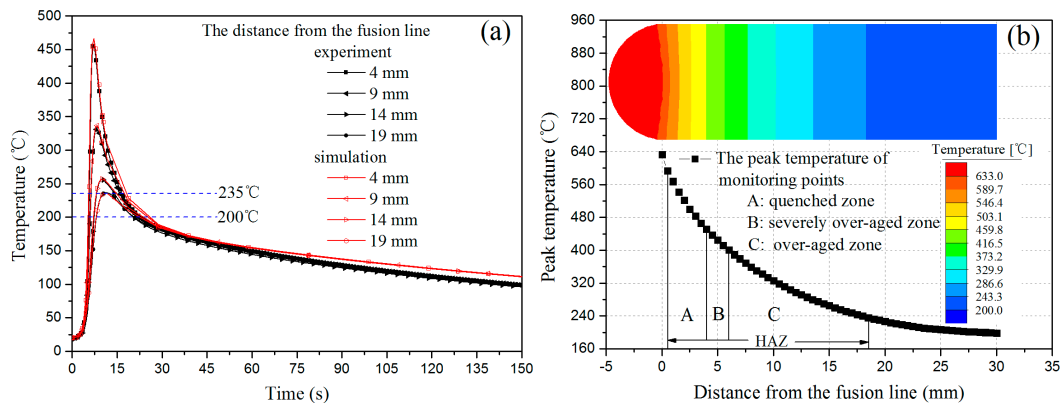 (a)
The distance from the fusion line
experiment
4 mm
9 mm
14 mm
19 mm
simulation
4 mm
9 mm
14 mm
19 mm
235℃
200℃
500
450
400
350
300
250
200
150
100
50
0
0 15 30 45 60 75 90 105 120 135 150
Temperature (℃)
Time (s)
(b)
960
880
800
720
640
560
480
400
320
240
160
-5 0 5 10 15 20 25 30 35
Peak temperature (℃)
Distance from the fusion line (mm)
The peak temperature of
monitoring points
A: quenched zone
B: severely over-aged zone
C: over-aged zone
A B C
HAZ
Temperature [℃]
633.0
589.7
546.4
503.1
459.8
416.5
373.2
329.9
286.6
243.3
200.0